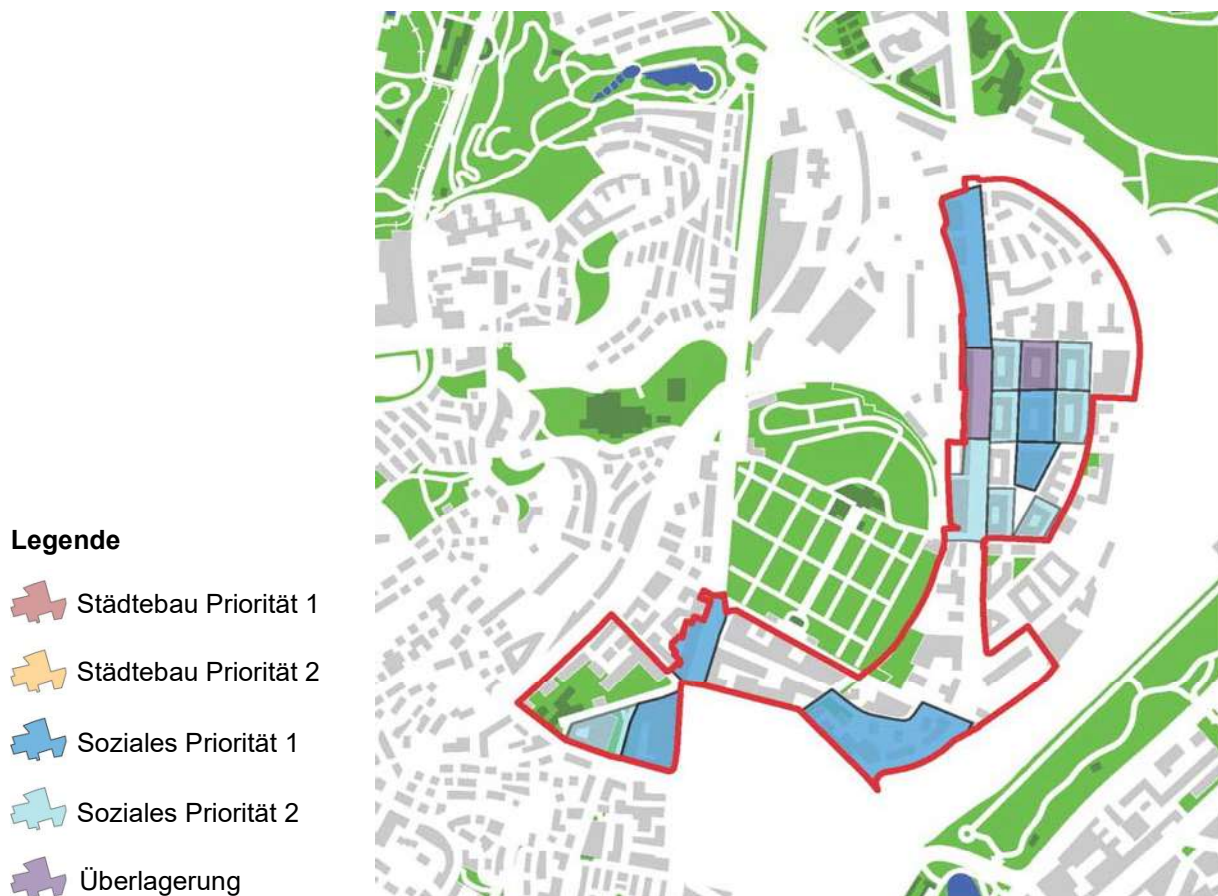 Legende
Städtebau Priorität 1
Städtebau Priorität 2
Soziales Priorität 1
Soziales Priorität 2
Überlagerung